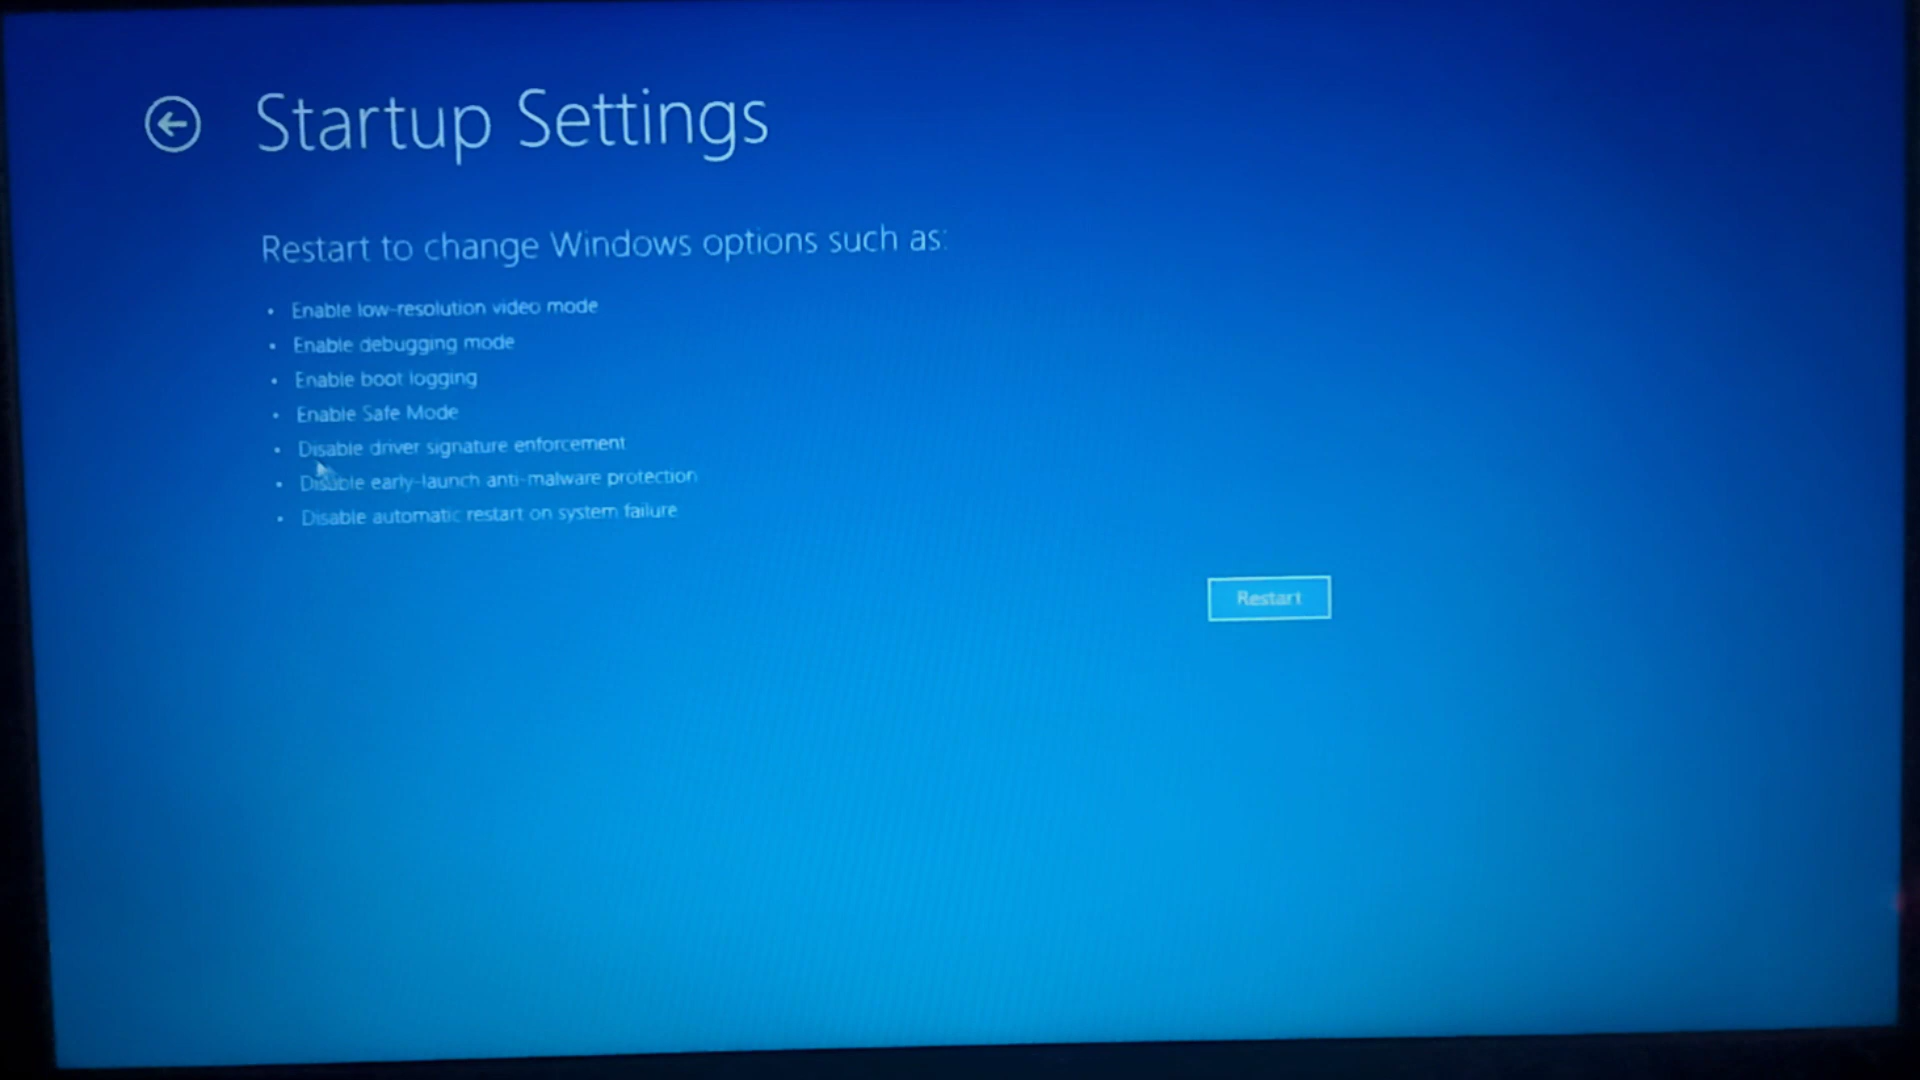 Startup Settings
Restart to change Windows options such as:
• Enable low-resolution video mode
• Enable debugging mode
• Enable boot logging
• Enable Safe Mode
• Disable driver signature enforcement
• Disable early-launch anti-malware protection
• Disable automatic restart on system failure
Restart